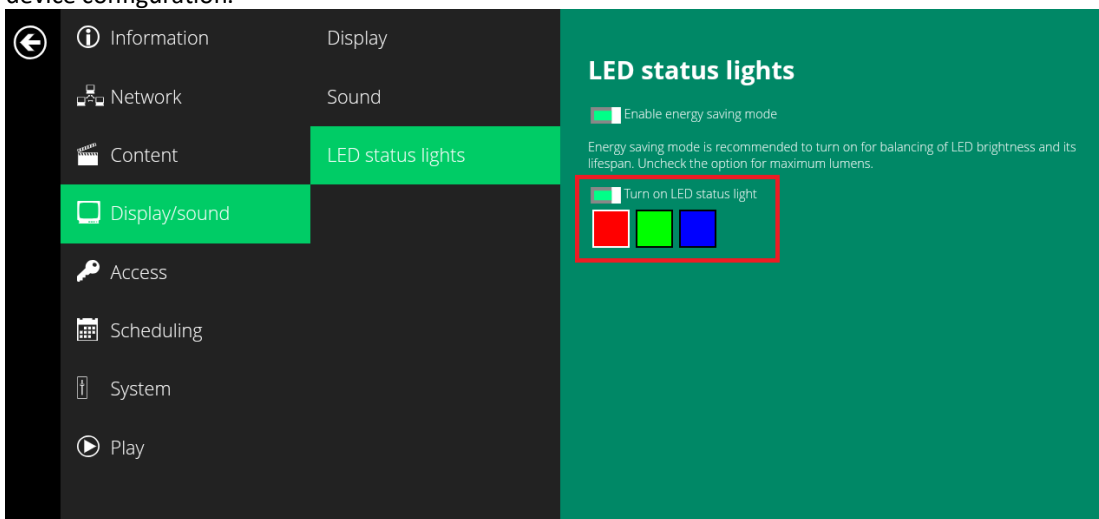 device configuration.
Information
Network
Content
Display/sound
Access
Scheduling
System
Play
Display
Sound
LED status lights
LED status lights
Enable energy saving mode
Energy saving mode is recommended to turn on for balancing of LED brightness and its
lifespan. Uncheck the option for maximum lumens.
Turn on LED status light